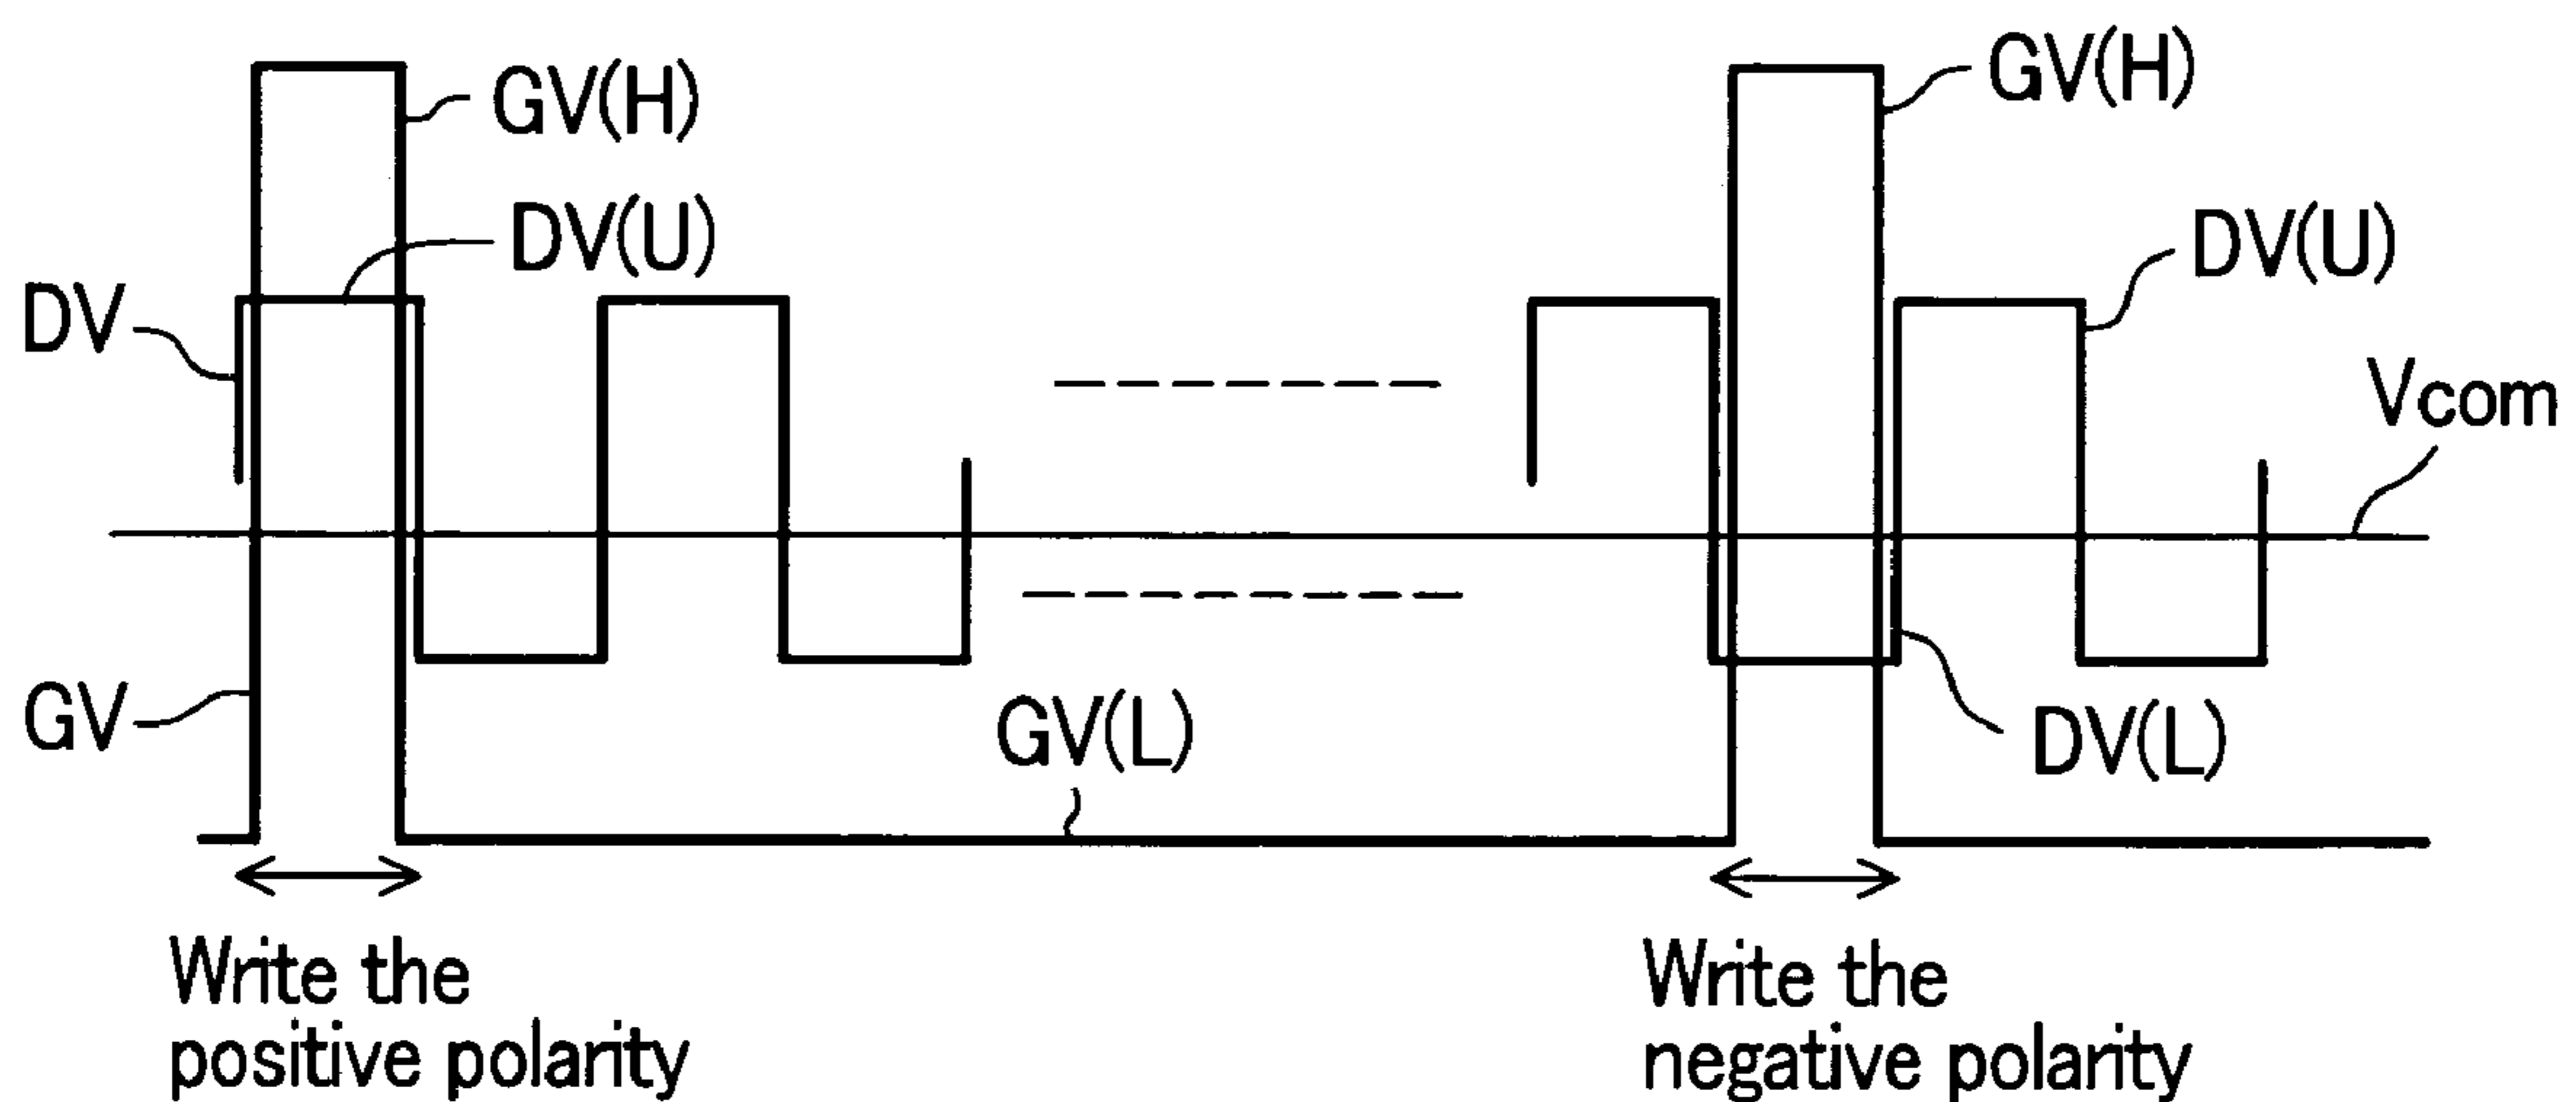 GV(H)
GV(H)
DV(U)
DV(U)
DV
Vcom
GV
GV(L)
DV(L)
Write the
positive polarity
Write the
negative polarity